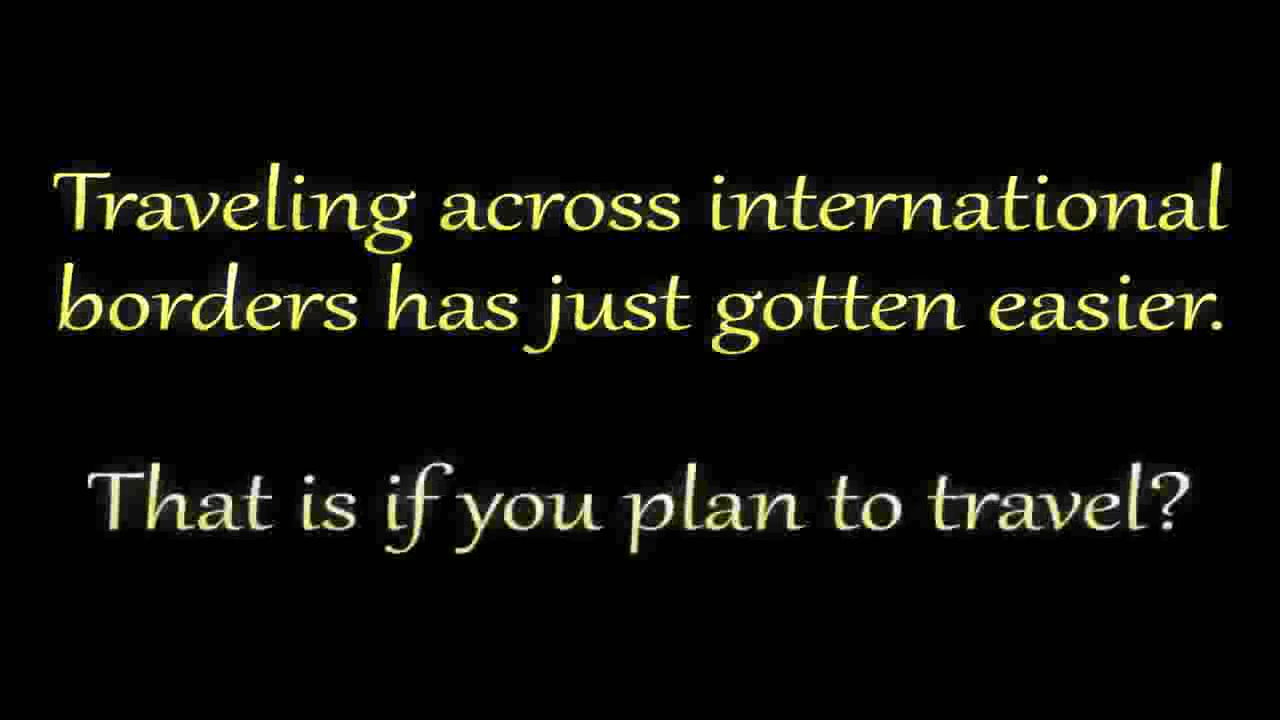 Traveling across international
borders has just gotten easier.
That is if you plan to travel?